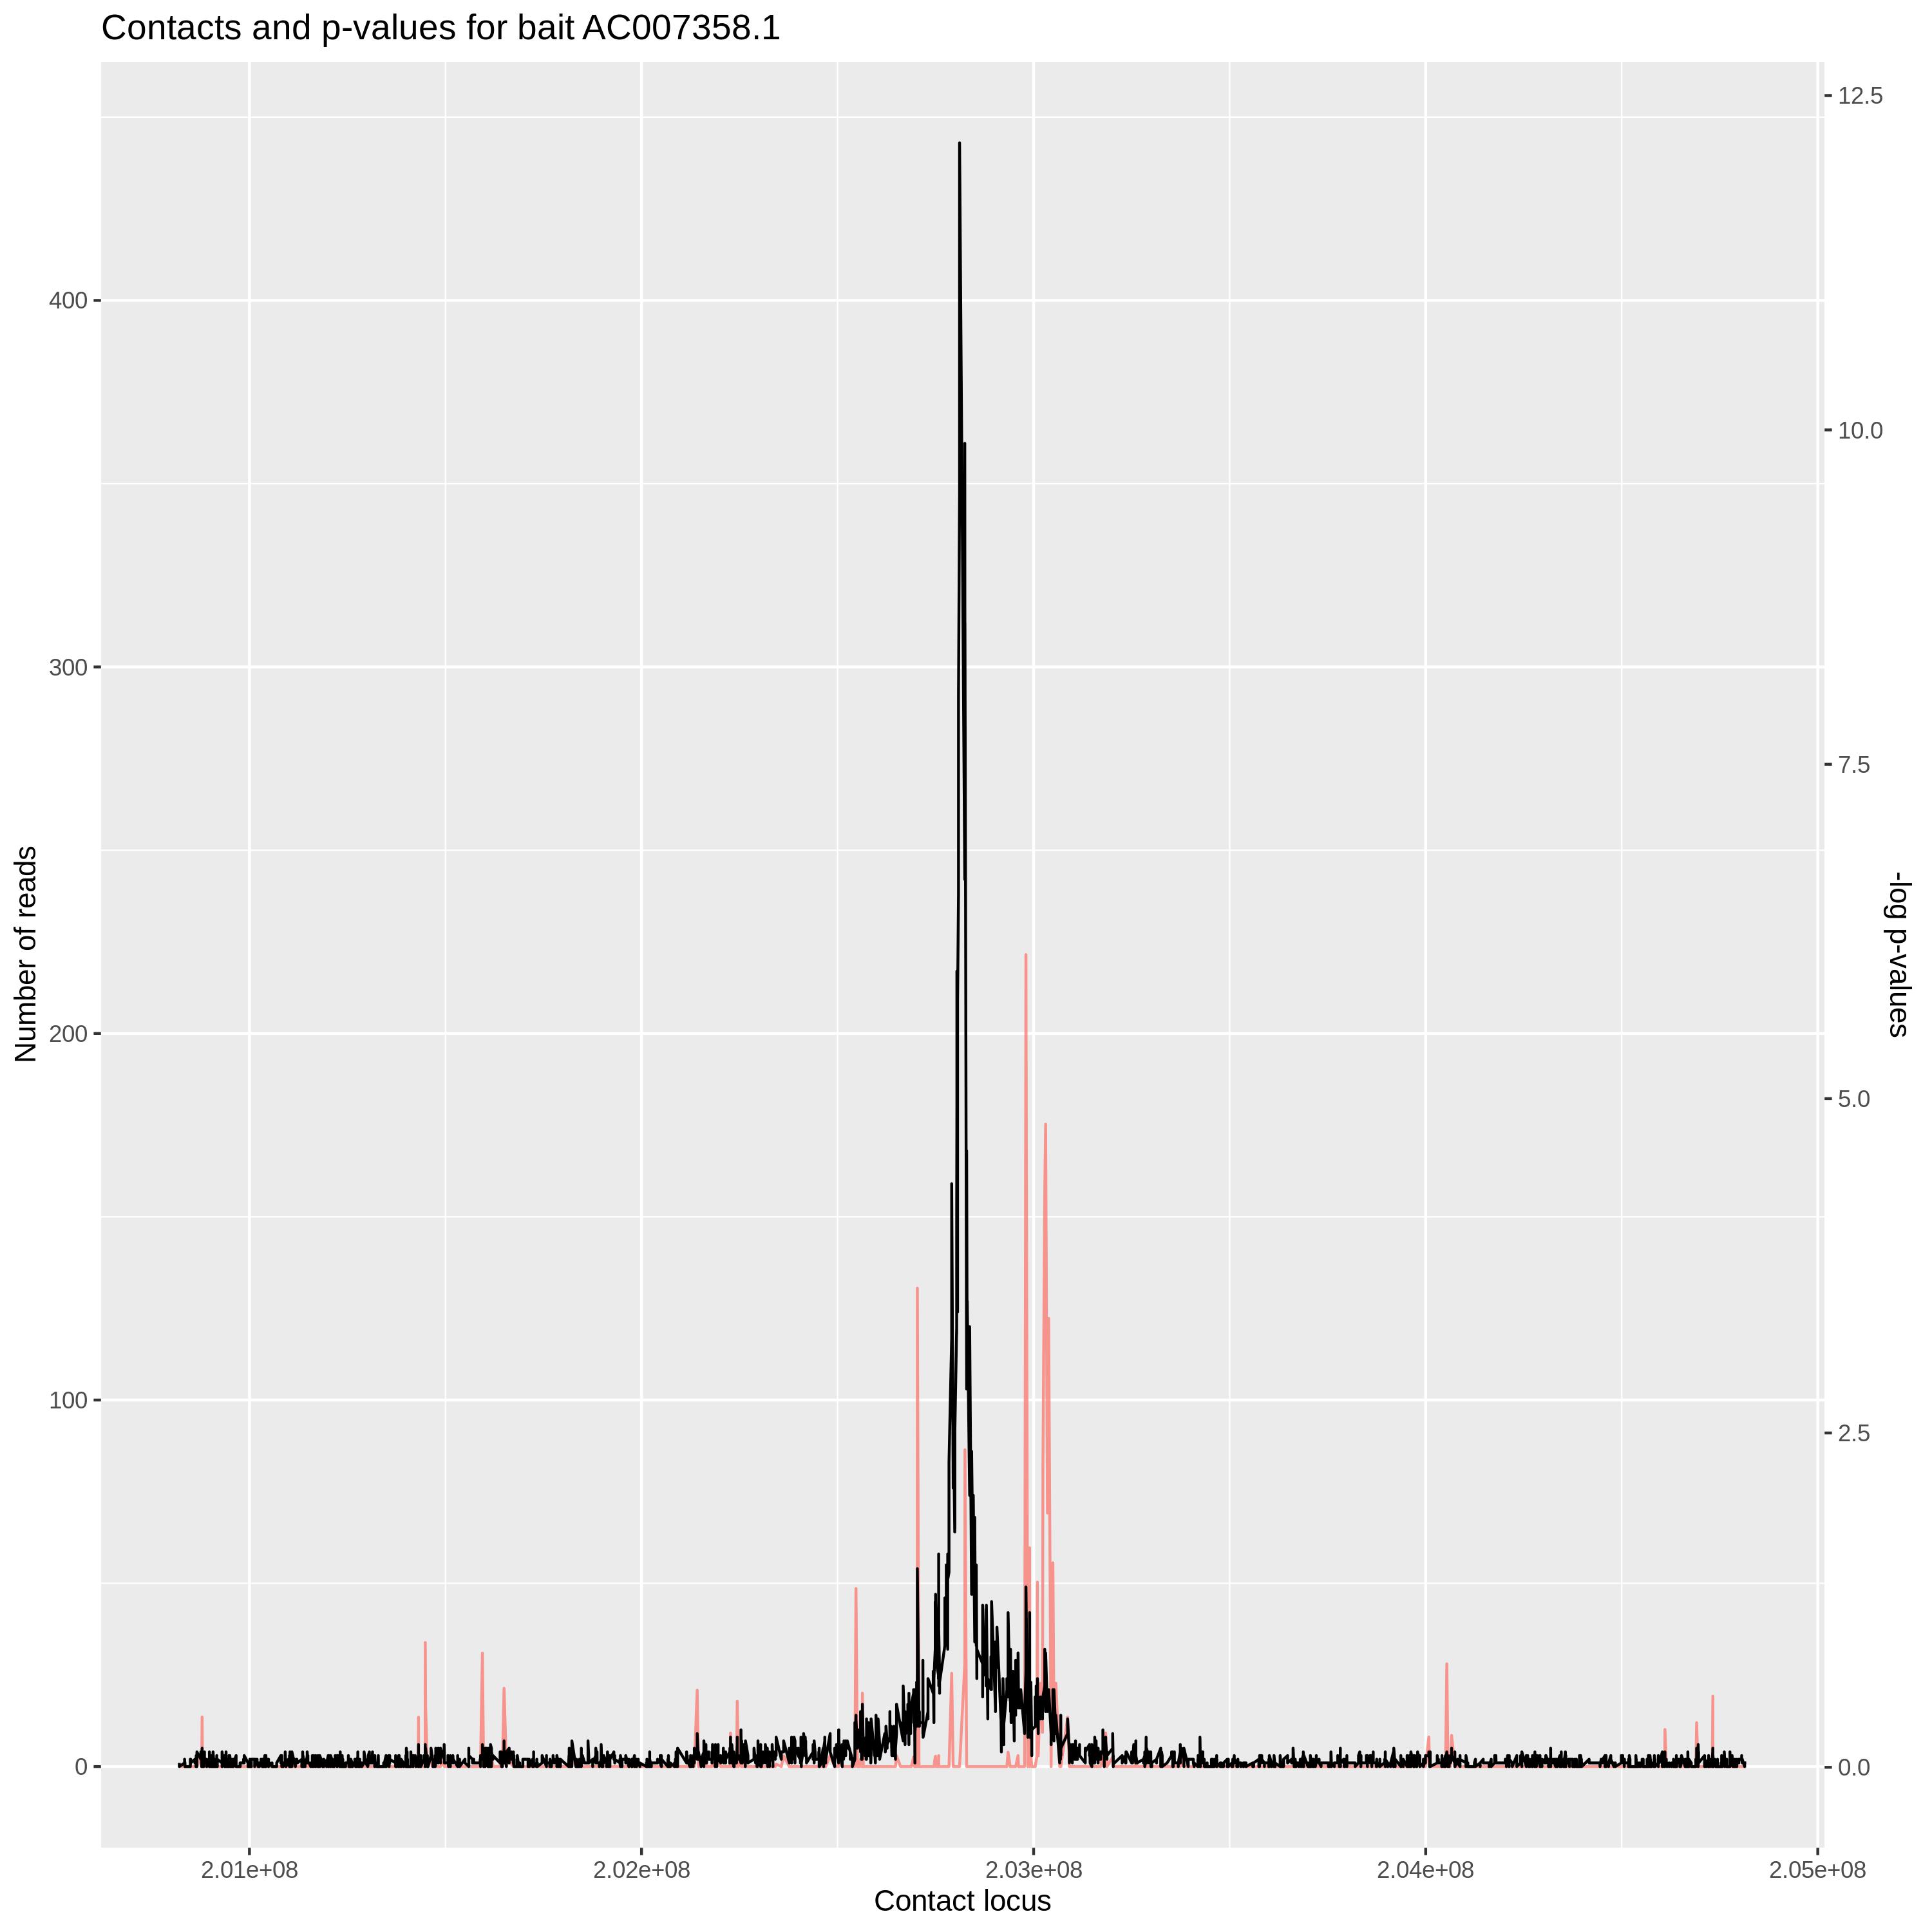 Contacts and p-values for bait AC007358.1
12.5
400
10.0
300
7.5
Number of reads
-log p-values
200
5.0
100
2.5
0
0.0
2.01e+08
2.02e+08
2.03e+08
2.04e+08
2.05e+08
Contact locus